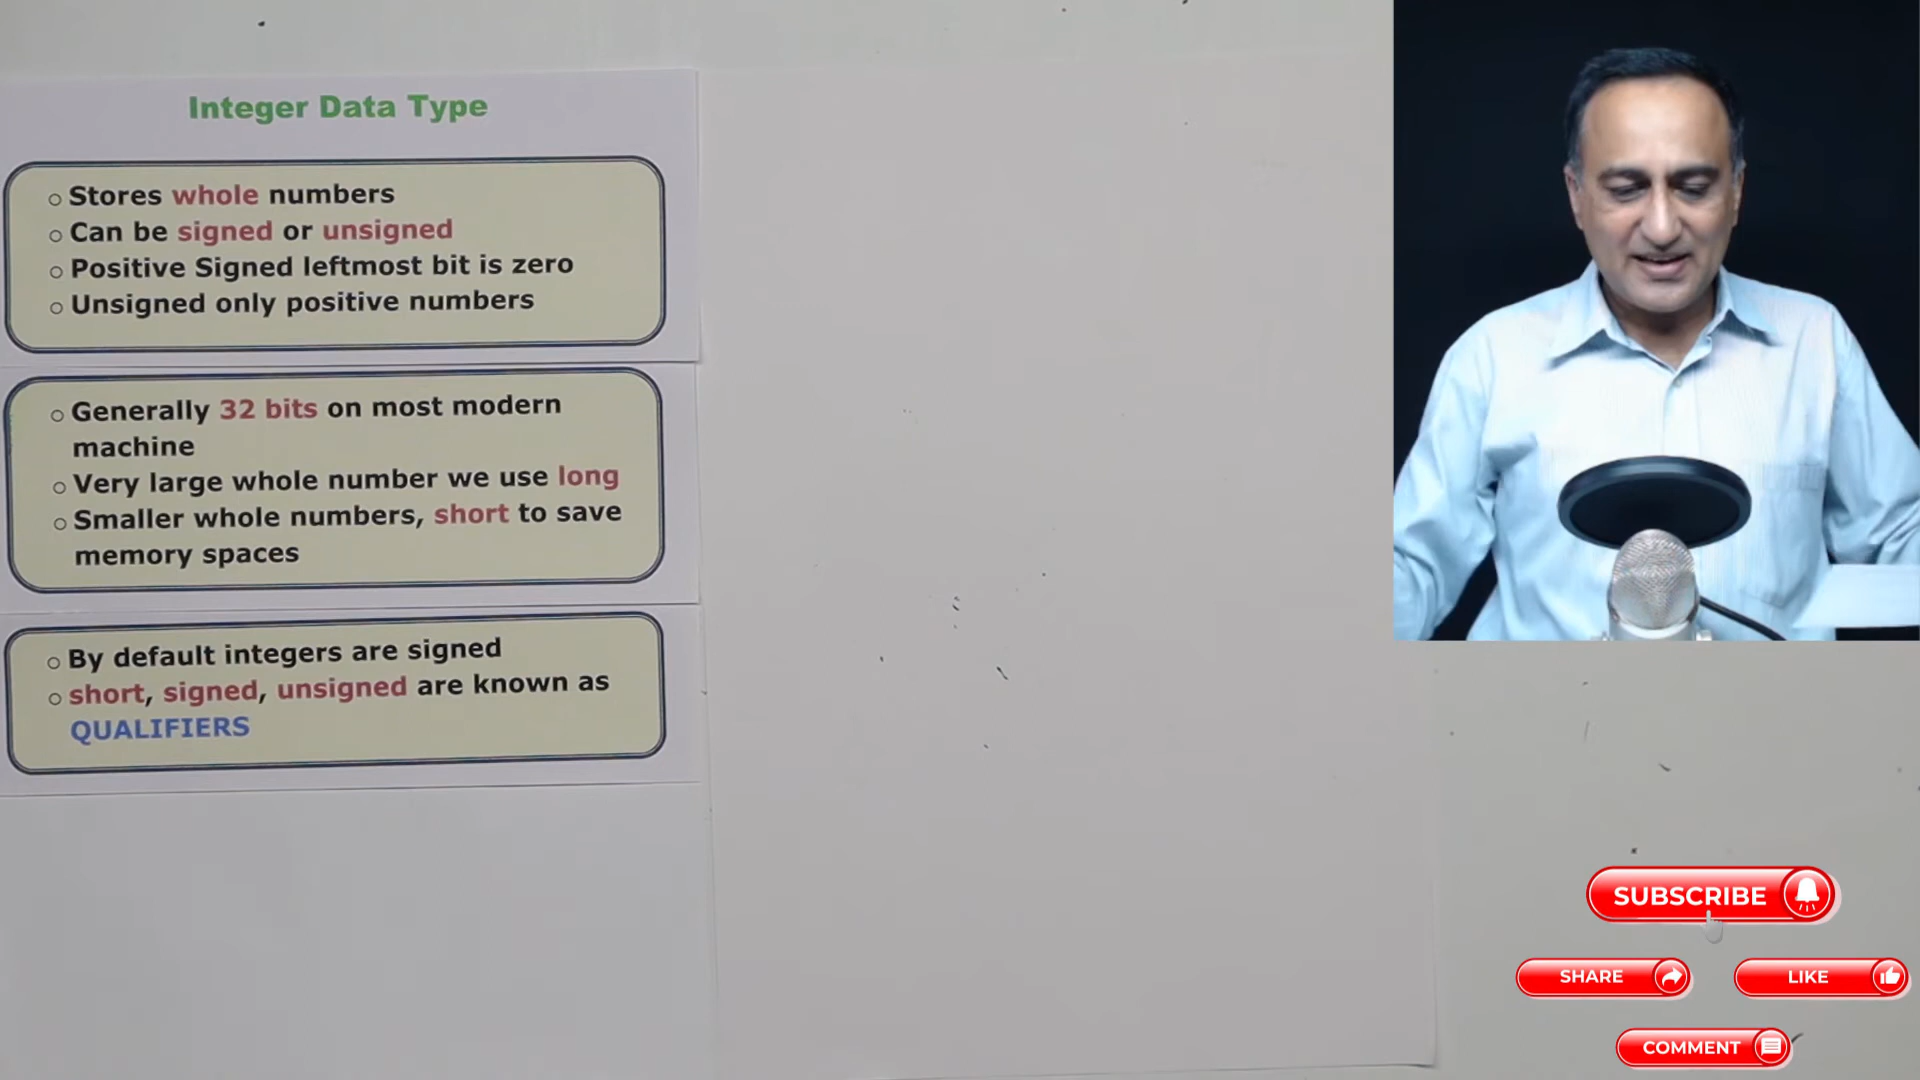 Integer Data Type
Stores whole numbers
Can be signed or unsigned
Positive Signed leftmost bit is zero
Unsigned only positive numbers
Generally 32 bits on most modern
machine
Very large whole number we use long
Smaller whole numbers, short to save
memory spaces
By default integers are signed
short, signed, unsigned are known as
QUALIFIERS
SUBSCRIBE
SHARE
LIKE
COMMENT